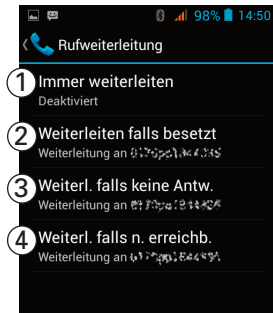 98% 14:50
Rufweiterleitung
1 Immer weiterleiten
Deaktiviert
2 Weiterleiten falls besetzt
Weiterleitung an
3 Weiterl. falls keine Antw.
Weiterleitung an
4 Weiterl. falls n. erreichb.
Weiterleitung an